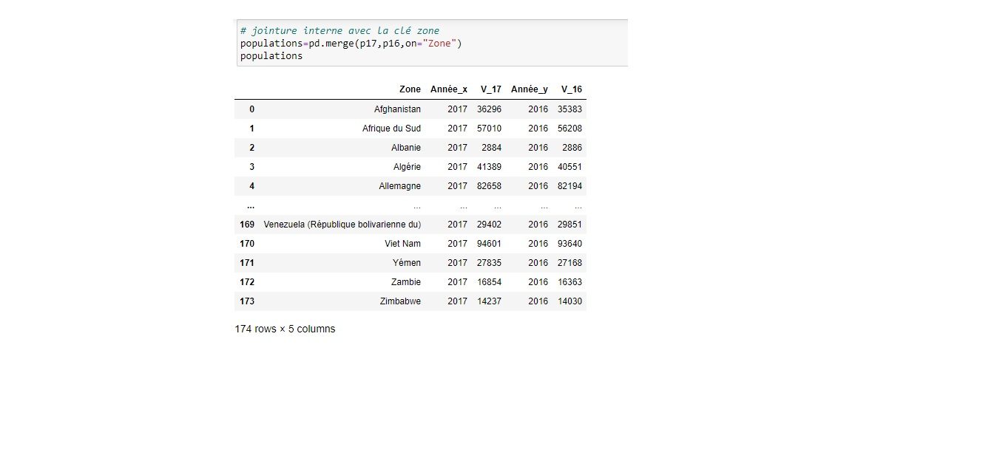 # jointure interne avec la clé zone
populations=pd.merge(p17,p16,on="Zone")
populations
Zone Année_x V_17 Année_y V_16
0 Afghanistan 2017 36296 2016 35383
1 Afrique du Sud 2017 57010 2016 56208
2 Albanie 2017 2884 2016 2886
3 Algérie 2017 41389 2016 40551
4 Allemagne 2017 82658 2016 82194
... ... ... ... ... ...
169 Venezuela (République bolivarienne du) 2017 29402 2016 29851
170 Viet Nam 2017 94601 2016 93640
171 Yémen 2017 27835 2016 27168
172 Zambie 2017 16854 2016 16363
173 Zimbabwe 2017 14237 2016 14030
174 rows × 5 columns